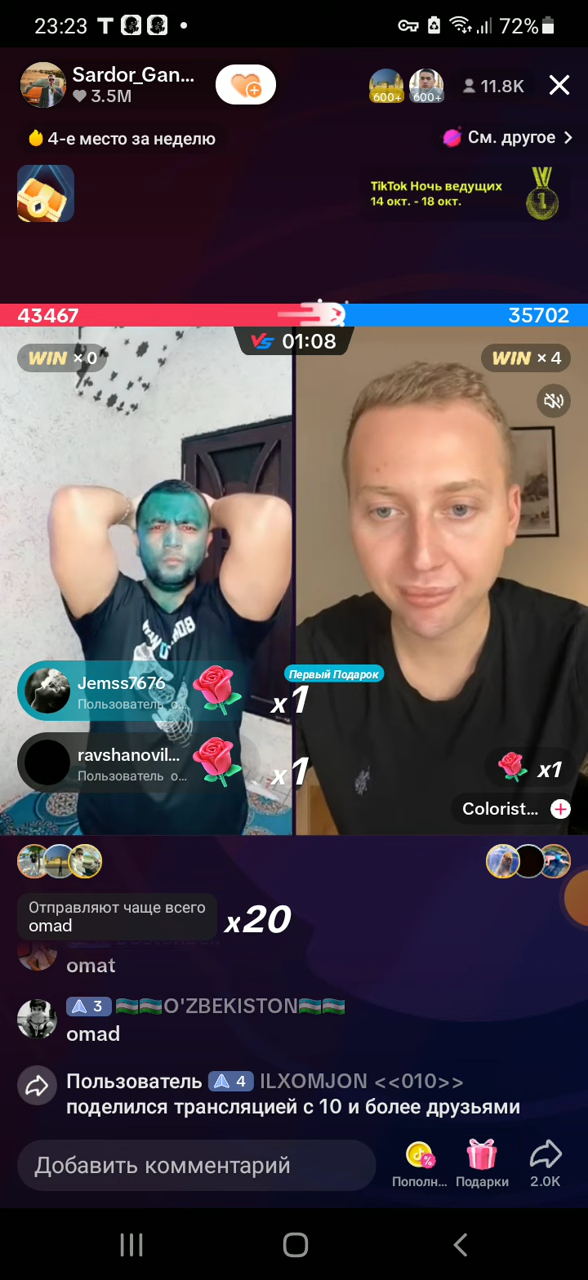 23:23
72%
Sardor_Gan...
3.5M
600+
600+
11.8K
4-е место за неделю
См. другое
TikTok Ночь ведущих
14 окт. - 18 окт.
1
43467
35702
VS 01:08
WIN x 0
WIN x 4
Первый Подарок
Jemss7676
Пользователь о...
x1
ravshanovil...
Пользователь о...
x1
x1
Colorist...
Отправляют чаще всего
omad
x20
omat
3 🇺🇿🇺🇿O'ZBEKISTON🇺🇿🇺🇿
omad
Пользователь 4 ILXOMJON <<010>>
поделился трансляцией с 10 и более друзьями
Добавить комментарий
Пополн...
Подарки
2.0K